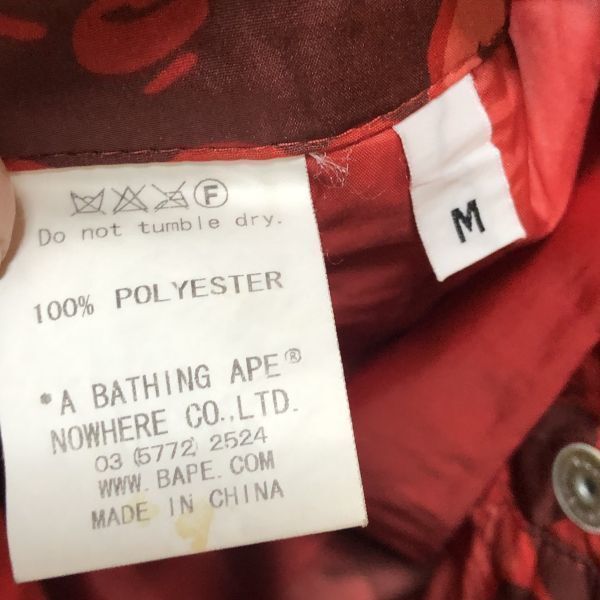 F
Do not tumble dry.
100% POLYESTER
*A BATHING APE®
NOWHERE CO.,LTD.
03 (5772) 2524
WWW.BAPE.COM
MADE IN CHINA
M